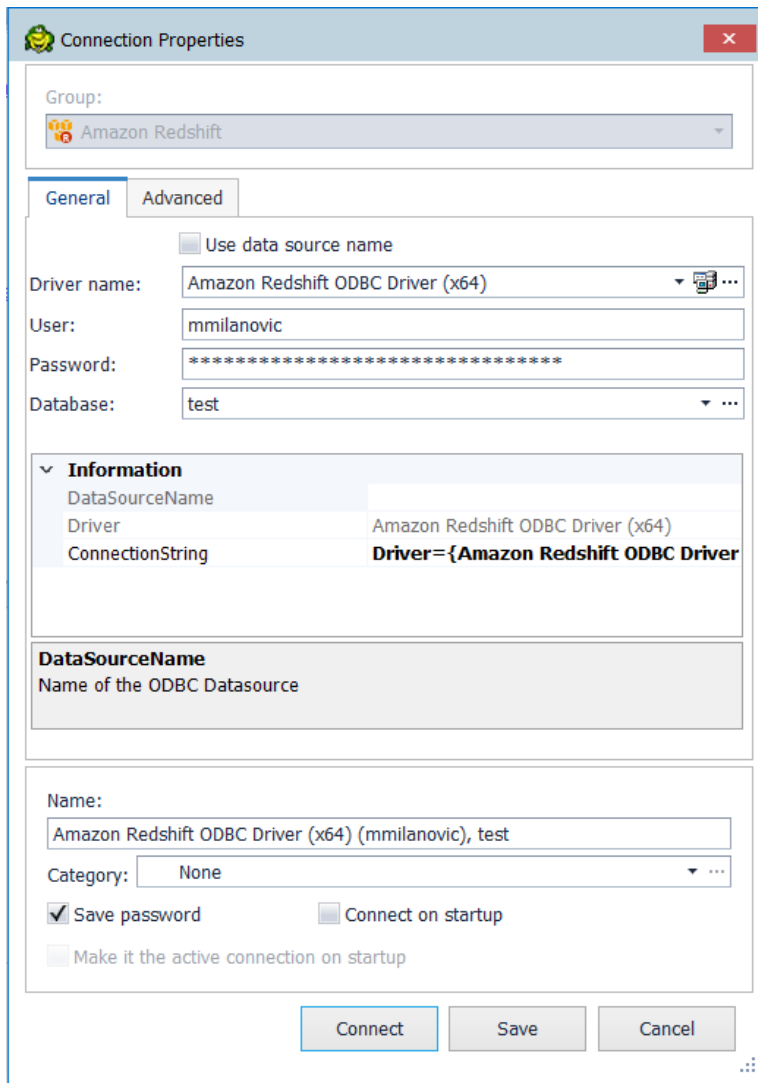 Connection Properties
Group:
Amazon Redshift
General Advanced
Use data source name
Driver name: Amazon Redshift ODBC Driver (x64)
User: mmilanovic
Password: ********************************
Database: test
Information
DataSourceName
Driver Amazon Redshift ODBC Driver (x64)
ConnectionString Driver={Amazon Redshift ODBC Driver
DataSourceName
Name of the ODBC Datasource
Name:
Amazon Redshift ODBC Driver (x64) (mmilanovic), test
Category: None
Save password Connect on startup
Make it the active connection on startup
Connect Save Cancel